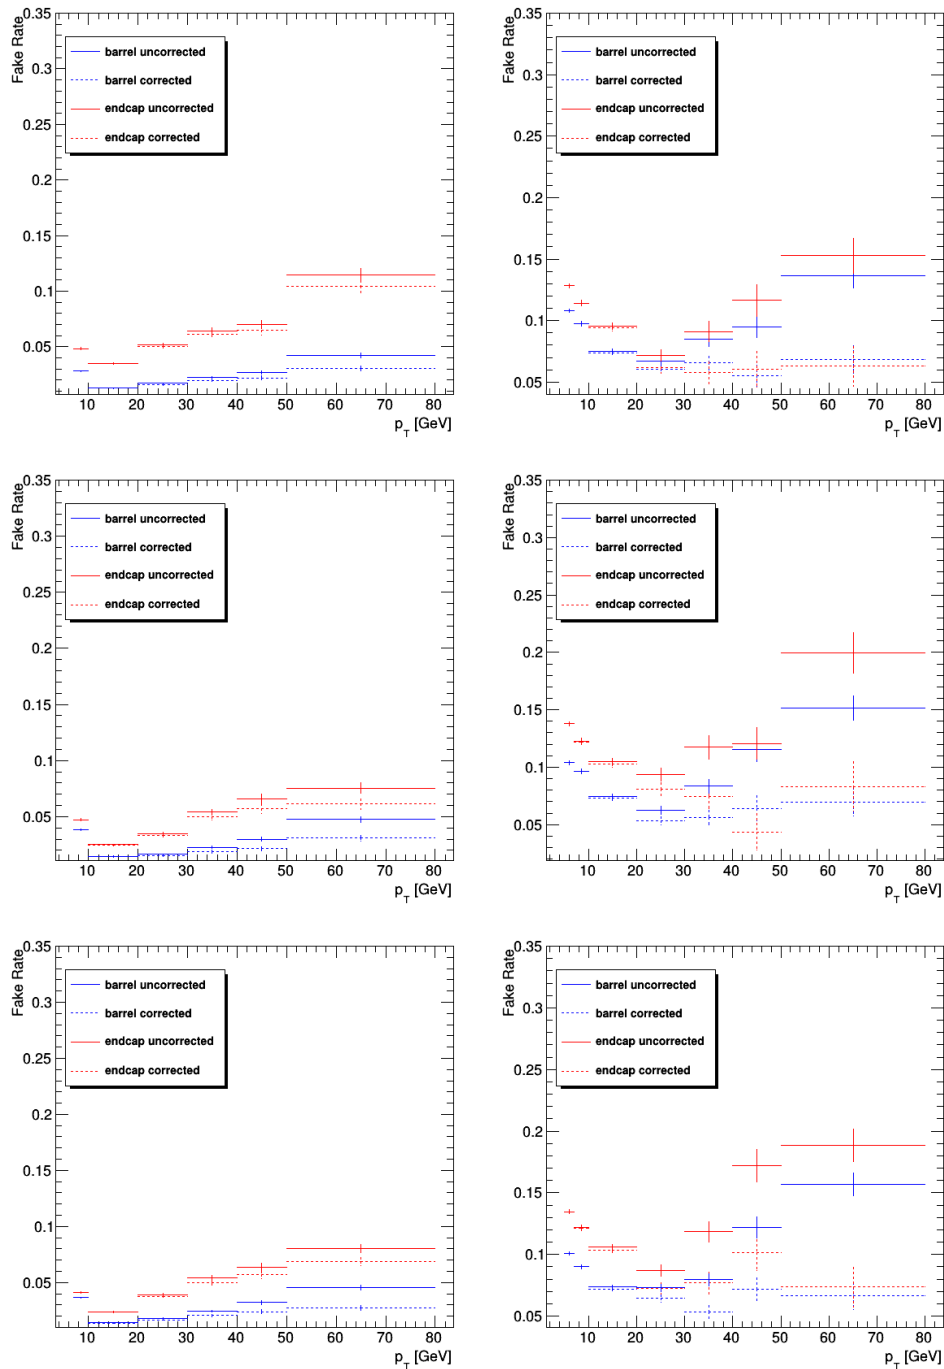 Fake Rate
0.35
0.3
0.25
0.2
0.15
0.1
0.05
barrel uncorrected
barrel corrected
endcap uncorrected
endcap corrected
10 20 30 40 50 60 70 80
p_T [GeV]
Fake Rate
0.35
0.3
0.25
0.2
0.15
0.1
0.05
barrel uncorrected
barrel corrected
endcap uncorrected
endcap corrected
10 20 30 40 50 60 70 80
p_T [GeV]
Fake Rate
0.35
0.3
0.25
0.2
0.15
0.1
0.05
barrel uncorrected
barrel corrected
endcap uncorrected
endcap corrected
10 20 30 40 50 60 70 80
p_T [GeV]
Fake Rate
0.35
0.3
0.25
0.2
0.15
0.1
0.05
barrel uncorrected
barrel corrected
endcap uncorrected
endcap corrected
10 20 30 40 50 60 70 80
p_T [GeV]
Fake Rate
0.35
0.3
0.25
0.2
0.15
0.1
0.05
barrel uncorrected
barrel corrected
endcap uncorrected
endcap corrected
10 20 30 40 50 60 70 80
p_T [GeV]
Fake Rate
0.35
0.3
0.25
0.2
0.15
0.1
0.05
barrel uncorrected
barrel corrected
endcap uncorrected
endcap corrected
10 20 30 40 50 60 70 80
p_T [GeV]